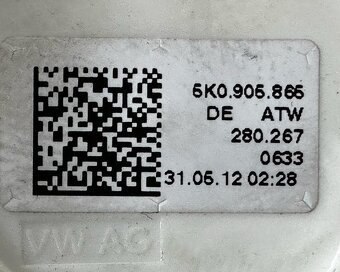 5K0.905.865
DE ATW
280.267
0633
31.05.12 02:28
VW AG